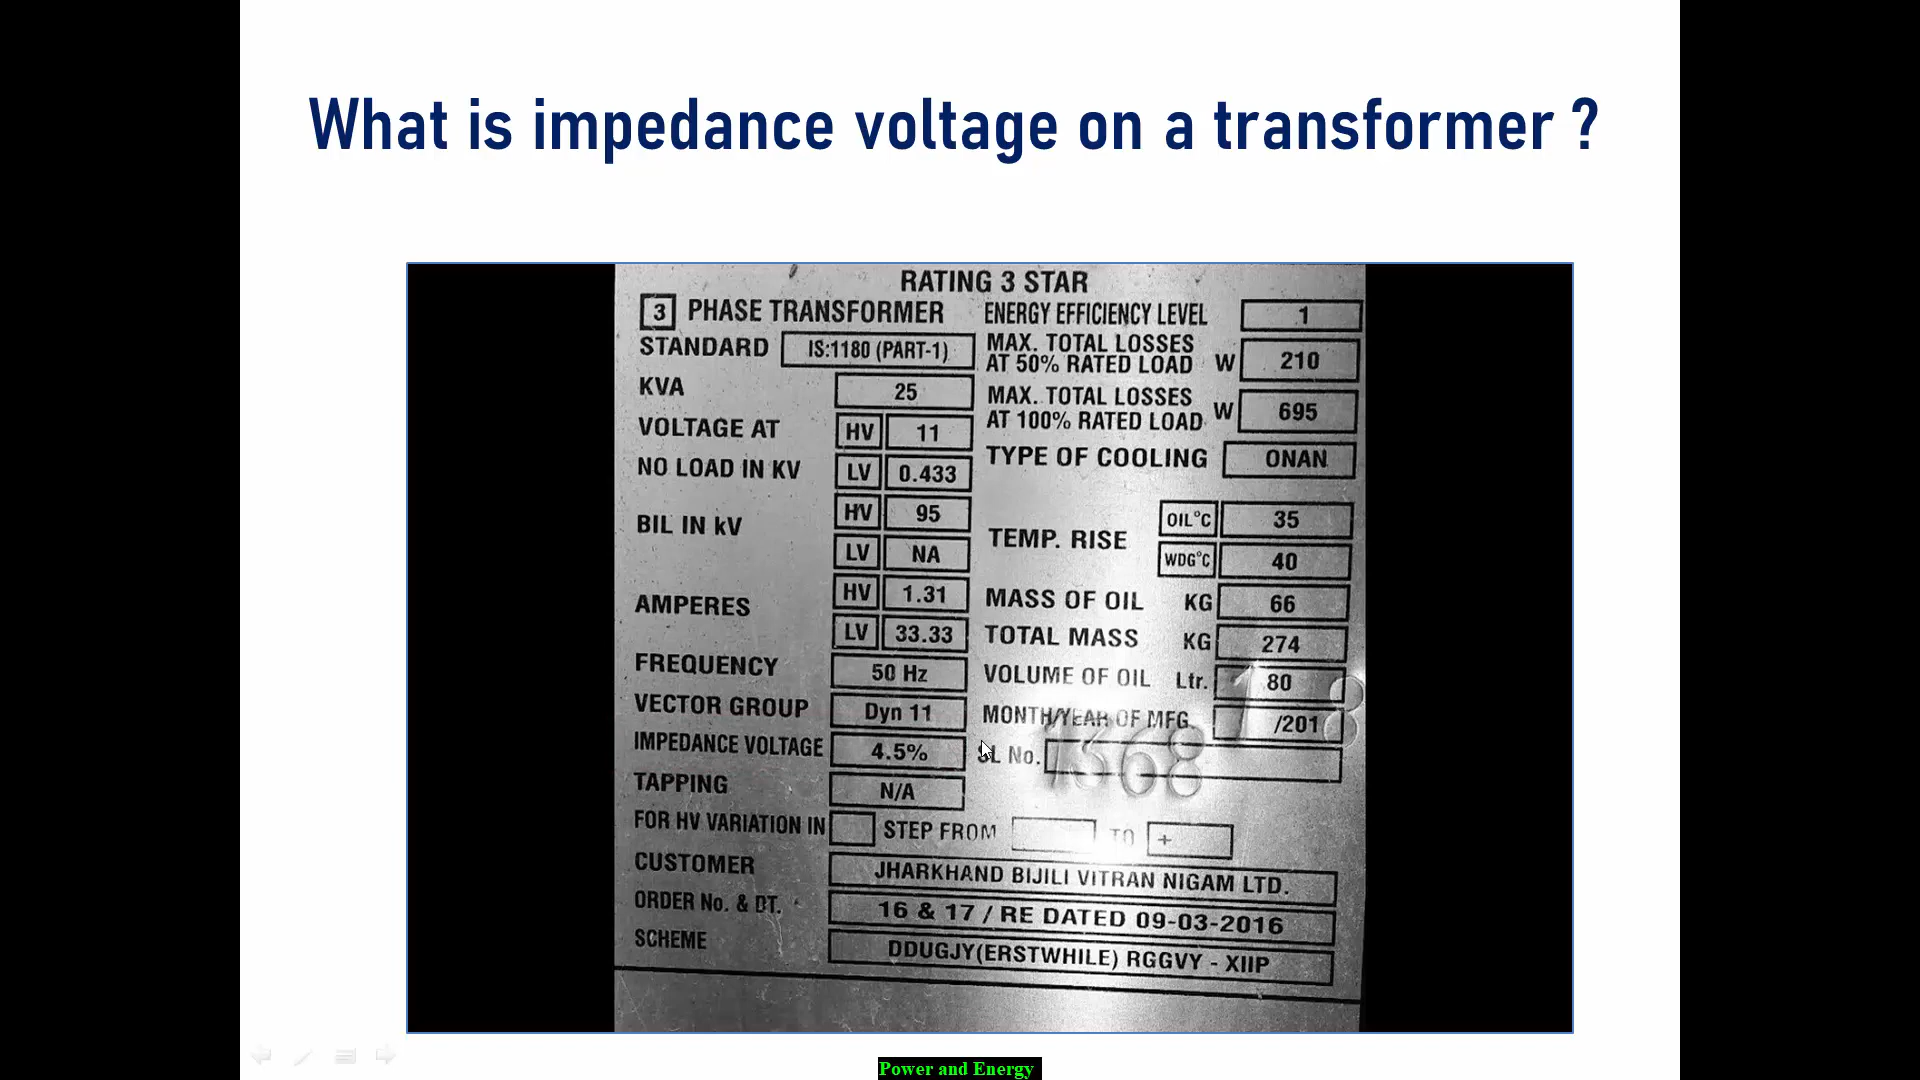 What is impedance voltage on a transformer ?
RATING 3 STAR
3 PHASE TRANSFORMER
STANDARD IS:1180 (PART-1)
KVA 25
VOLTAGE AT HV 11
NO LOAD IN KV LV 0.433
BIL IN kV HV 95
LV NA
AMPERES HV 1.31
LV 33.33
FREQUENCY 50 Hz
VECTOR GROUP Dyn 11
IMPEDANCE VOLTAGE 4.5%
TAPPING N/A
ENERGY EFFICIENCY LEVEL 1
MAX. TOTAL LOSSES
AT 50% RATED LOAD W 210
MAX. TOTAL LOSSES
AT 100% RATED LOAD W 695
TYPE OF COOLING ONAN
TEMP. RISE OIL°C 35
WDG°C 40
MASS OF OIL KG 66
TOTAL MASS KG 274
VOLUME OF OIL Ltr. 80
MONTH/YEAR OF MFG. /201
SL No. 1368
FOR HV VARIATION IN STEP FROM TO +
CUSTOMER JHARKHAND BIJILI VITRAN NIGAM LTD.
ORDER No. & DT. 16 & 17 / RE DATED 09-03-2016
SCHEME DDUGJY(ERSTWHILE) RGGVY - XIIP
Power and Energy